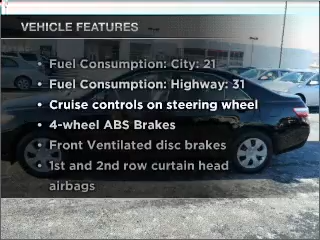 VEHICLE FEATURES
• Fuel Consumption: City: 21
• Fuel Consumption: Highway: 31
• Cruise controls on steering wheel
• 4-wheel ABS Brakes
• Front Ventilated disc brakes
• 1st and 2nd row curtain head
airbags